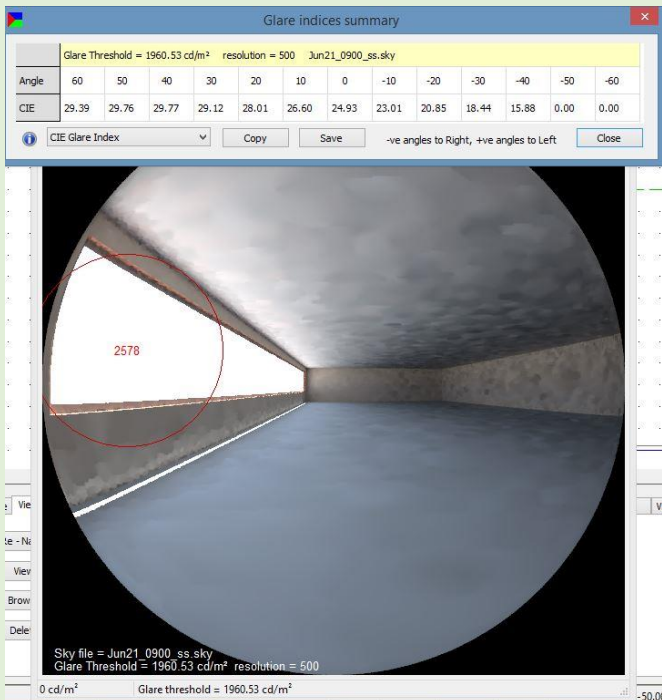 Glare indices summary
Glare Threshold = 1960.53 cd/m² resolution = 500 Jun21_0900_ss.sky
Angle 60 50 40 30 20 10 0 -10 -20 -30 -40 -50 -60
CIE 29.39 29.76 29.77 29.12 28.01 26.60 24.93 23.01 20.85 18.44 15.88 0.00 0.00
CIE Glare Index Copy Save -ve angles to Right, +ve angles to Left Close
2578
Vie
View
Brow
Dele
Sky file = Jun21_0900_ss.sky
Glare Threshold = 1960.53 cd/m² resolution = 500
0 cd/m² Glare threshold = 1960.53 cd/m²
-50.00